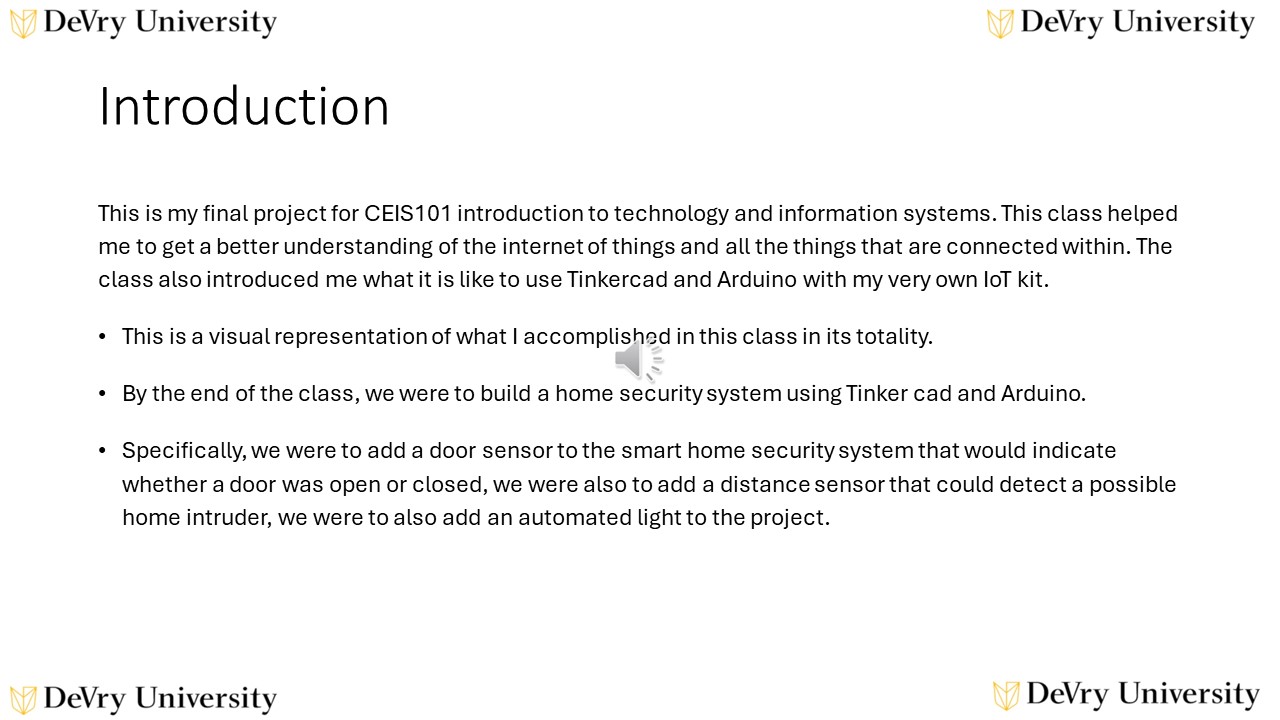 DeVry University
DeVry University
Introduction
This is my final project for CEIS101 introduction to technology and information systems. This class helped
me to get a better understanding of the internet of things and all the things that are connected within. The
class also introduced me what it is like to use Tinkercad and Arduino with my very own IoT kit.
• This is a visual representation of what I accomplished in this class in its totality.
• By the end of the class, we were to build a home security system using Tinker cad and Arduino.
• Specifically, we were to add a door sensor to the smart home security system that would indicate
whether a door was open or closed, we were also to add a distance sensor that could detect a possible
home intruder, we were to also add an automated light to the project.
DeVry University
DeVry University